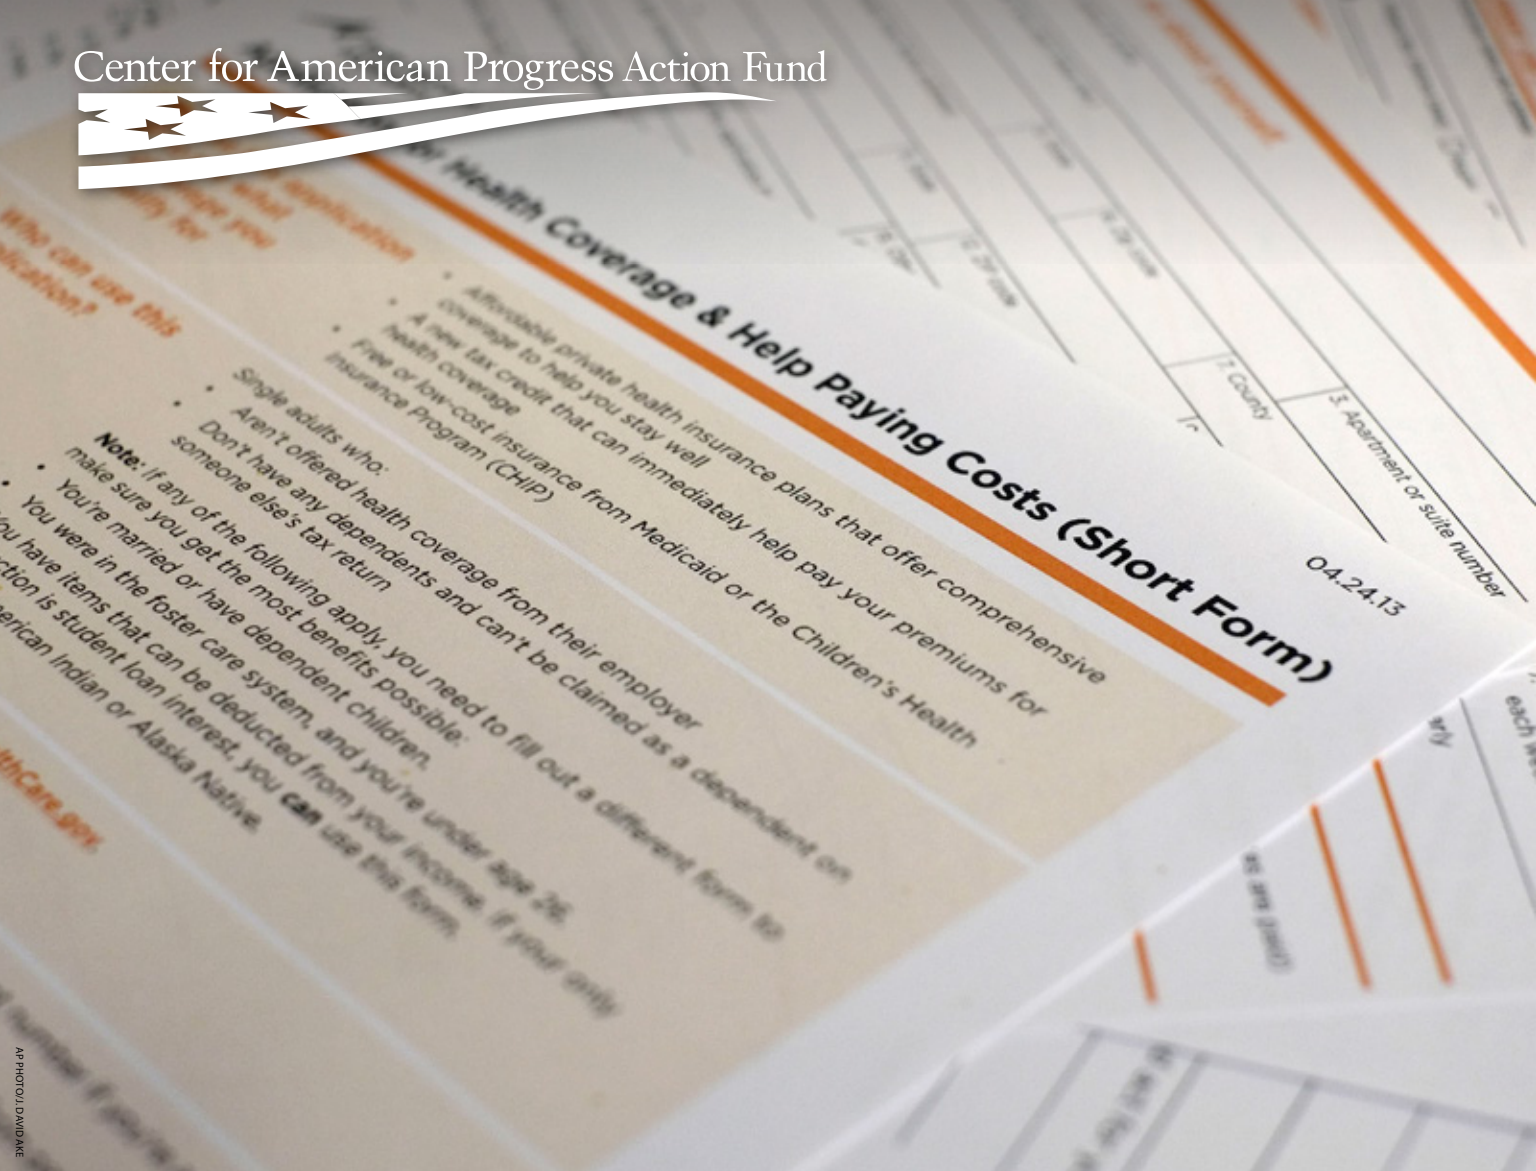 Center for American Progress Action Fund
Health Coverage & Help Paying Costs (Short Form)
04.24.13
application
what
you
for
• Affordable private health insurance plans that offer comprehensive
coverage to help you stay well
• A new tax credit that can immediately help pay your premiums for
health coverage
• Free or low-cost insurance from Medicaid or the Children's Health
Insurance Program (CHIP)
Who can use this
Single adults who:
• Aren't offered health coverage from their employer
• Don't have any dependents and can't be claimed as a dependent on
someone else's tax return
Note: If any of the following apply, you need to fill out a different form to
make sure you get the most benefits possible:
• You're married or have dependent children.
• You were in the foster care system, and you're under age 26.
You have items that can be deducted from your income. If your only
is student loan interest, you can use this form.
Indian or Alaska Native.
3. Apartment or suite number
7. County
are paid)
each
AP PHOTO/J. DAVID AKE